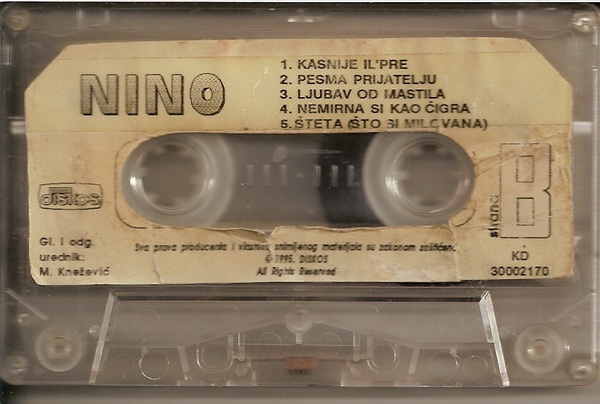 NINO
1. KASNIJE IL'PRE
2. PESMA PRIJATELJU
3. LJUBAV OD MASTILA
4. NEMIRNA SI KAO ČIGRA
5. ŠTETA (ŠTO SI MILOVANA)
diskos
strana
B
Gl. i odg.
urednik:
M. Knežević
Sva prava producenta i vlasnika snimljenog materijala su zakonom zaštićena
© 1995. DISKOS
All Rights Reserved
KD
30002170